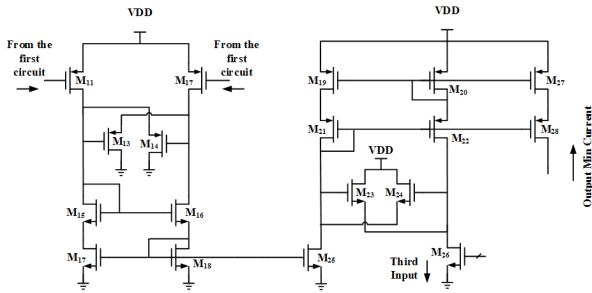 VDD
VDD
From the
first
circuit
From the
first
circuit
M11
M17
M19
M20
M27
M13
M14
M21
M22
M28
VDD
M23
M24
M15
M16
M17
M18
M25
M26
Third
Input
Output Min Current